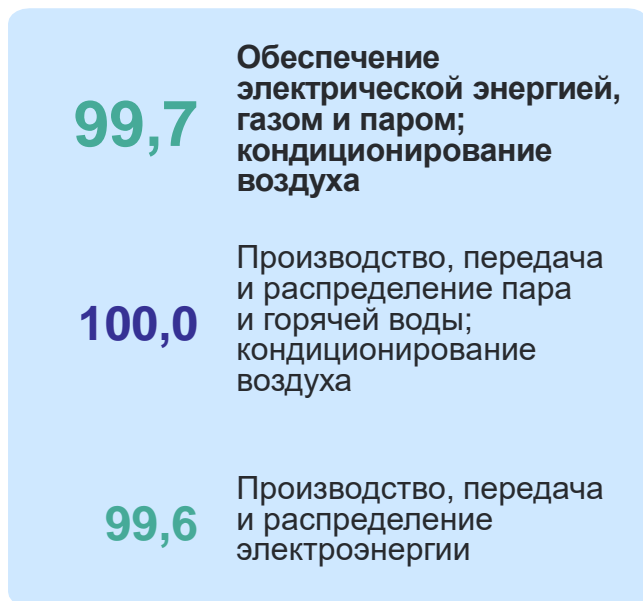 99,7
Обеспечение
электрической энергией,
газом и паром;
кондиционирование
воздуха
100,0
Производство, передача
и распределение пара
и горячей воды;
кондиционирование
воздуха
99,6
Производство, передача
и распределение
электроэнергии